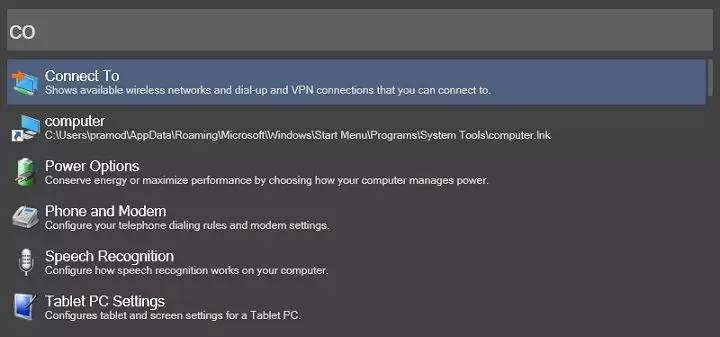 co
Connect To
Shows available wireless networks and dial-up and VPN connections that you can connect to.
computer
C:\Users\pramod\AppData\Roaming\Microsoft\Windows\Start Menu\Programs\System Tools\computer.lnk
Power Options
Conserve energy or maximize performance by choosing how your computer manages power.
Phone and Modem
Configure your telephone dialing rules and modem settings.
Speech Recognition
Configure how speech recognition works on your computer.
Tablet PC Settings
Configures tablet and screen settings for a Tablet PC.